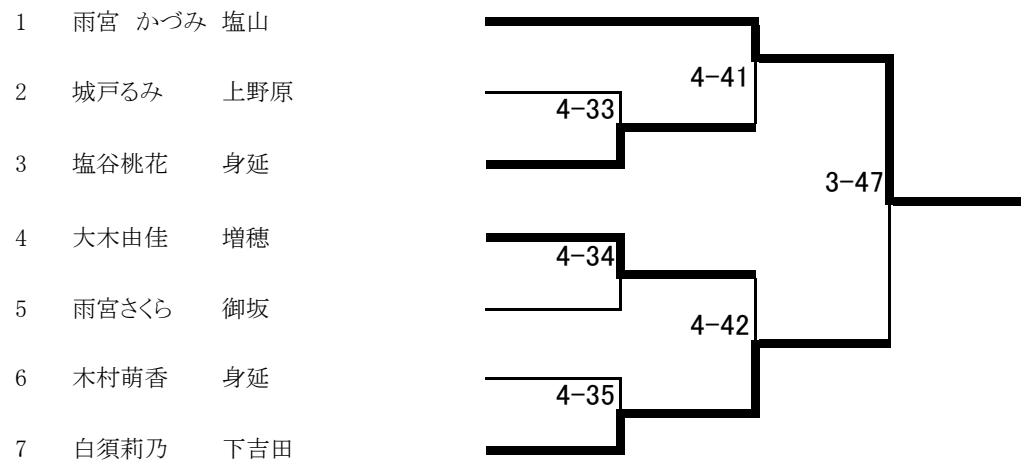 1 雨宮 かづみ 塩山
4-41
2 城戸るみ 上野原
4-33
3 塩谷桃花 身延
3-47
4 大木由佳 増穂
4-34
5 雨宮さくら 御坂
4-42
6 木村萌香 身延
4-35
7 白須莉乃 下吉田